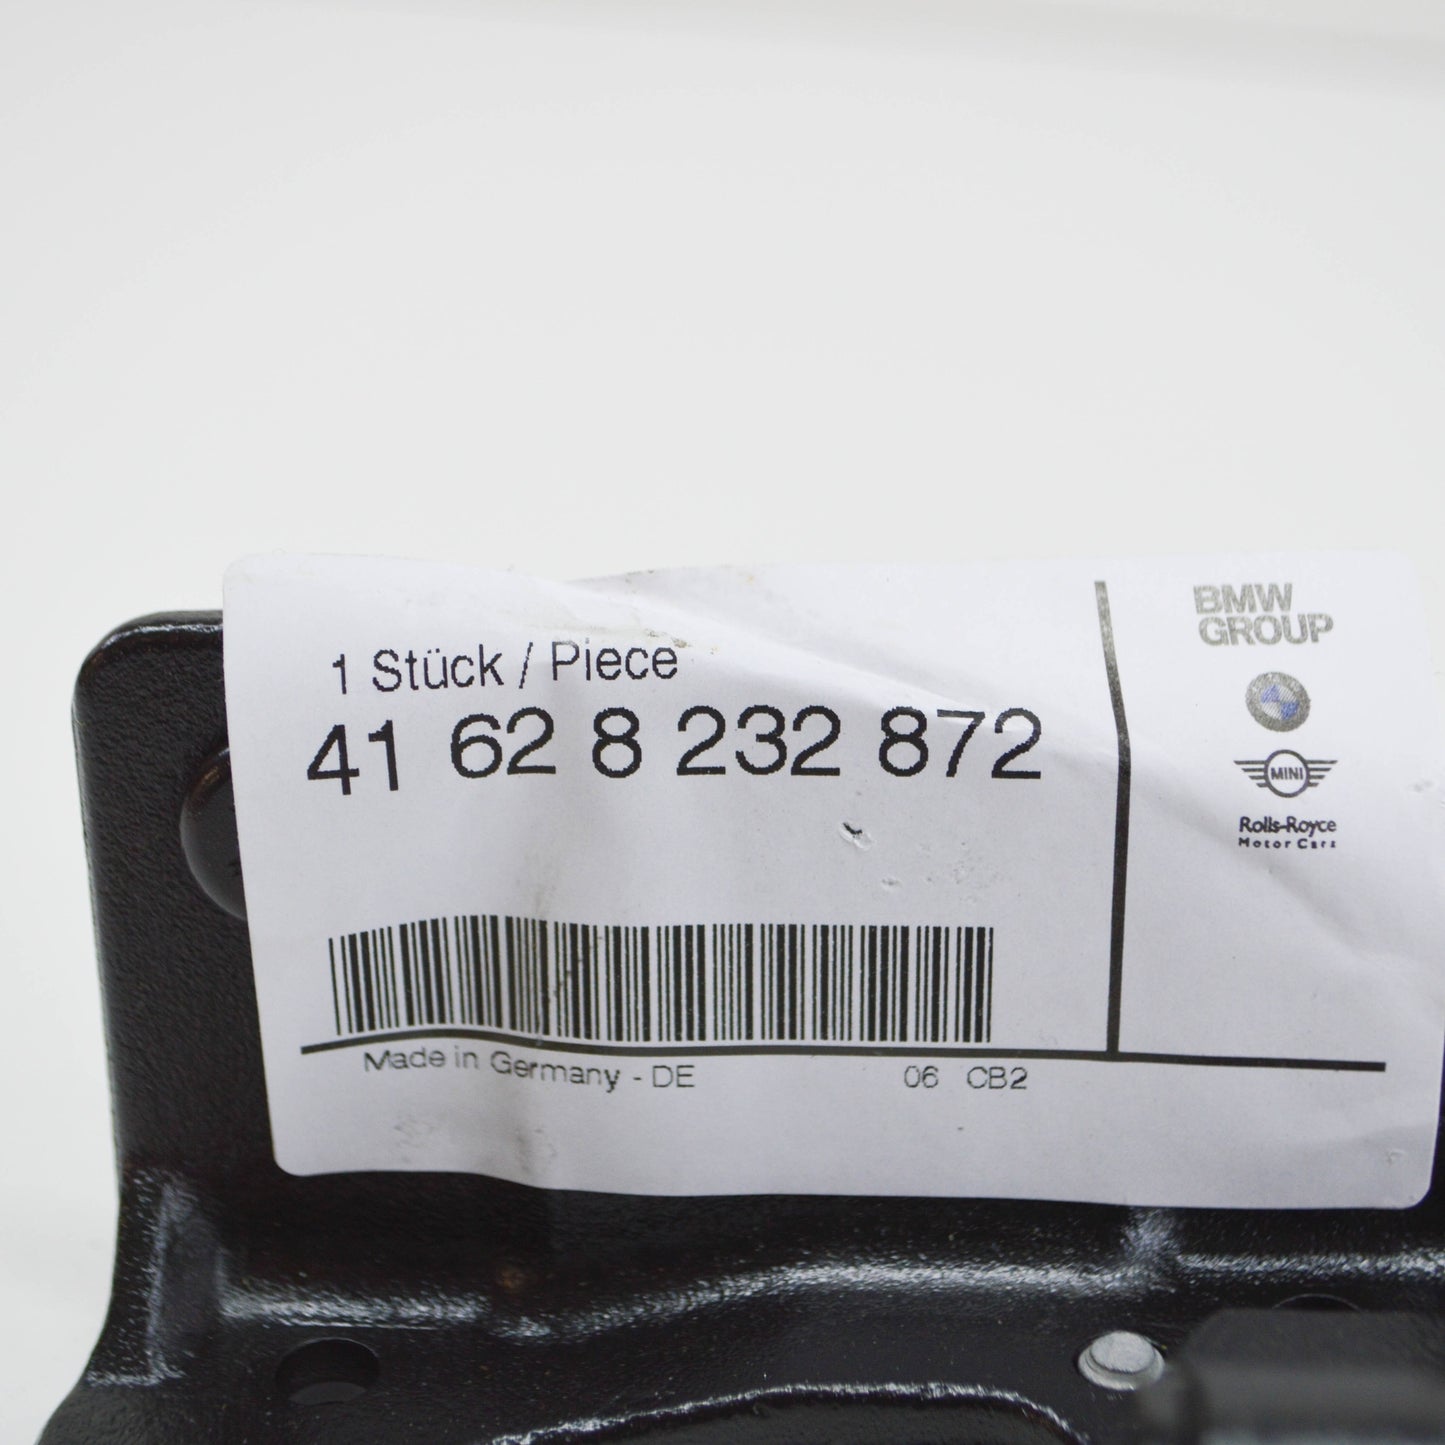 1 Stück / Piece
41 62 8 232 872
Made in Germany - DE
06 CB2
BMW
GROUP
MINI
Rolls-Royce
Motor Cars